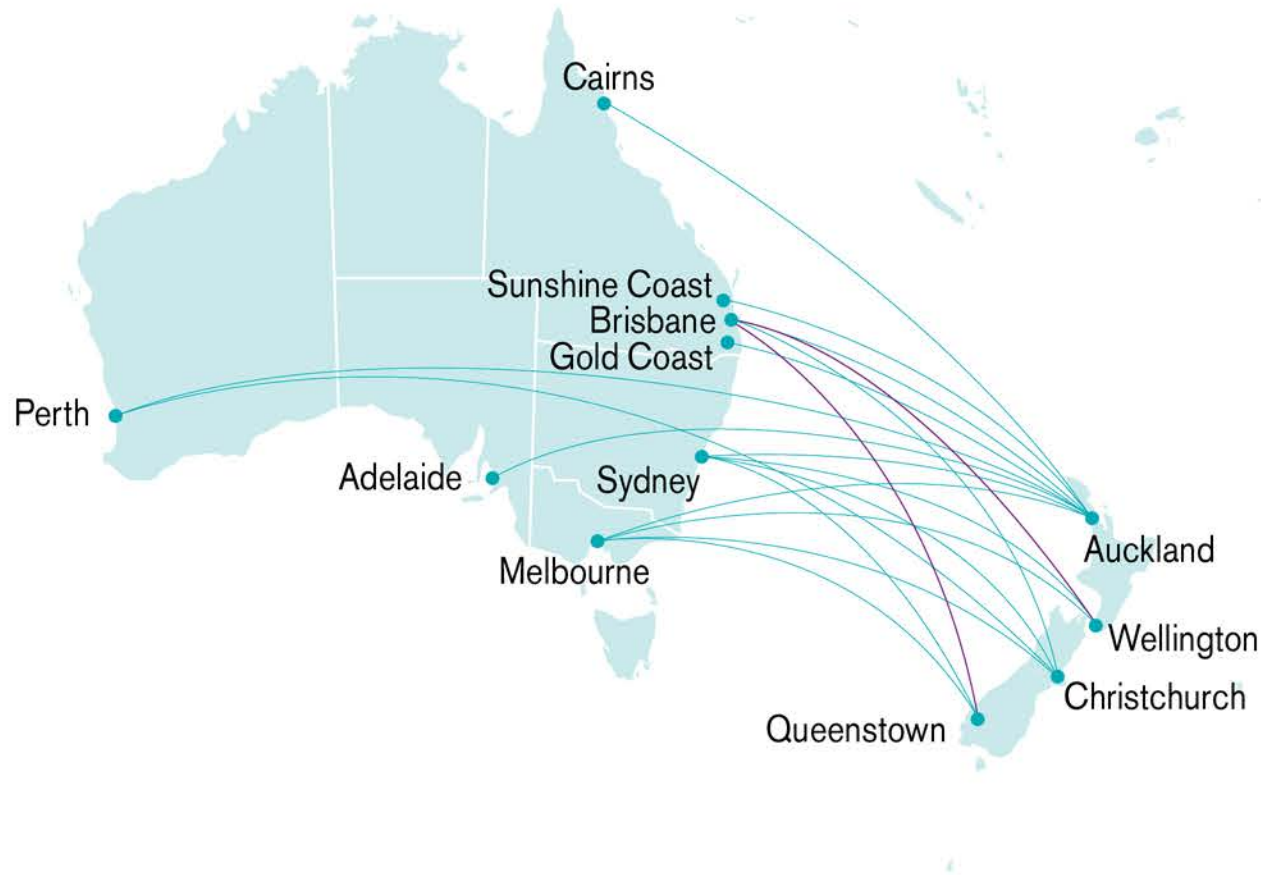 Cairns
Sunshine Coast
Brisbane
Gold Coast
Perth
Adelaide
Sydney
Melbourne
Auckland
Wellington
Christchurch
Queenstown